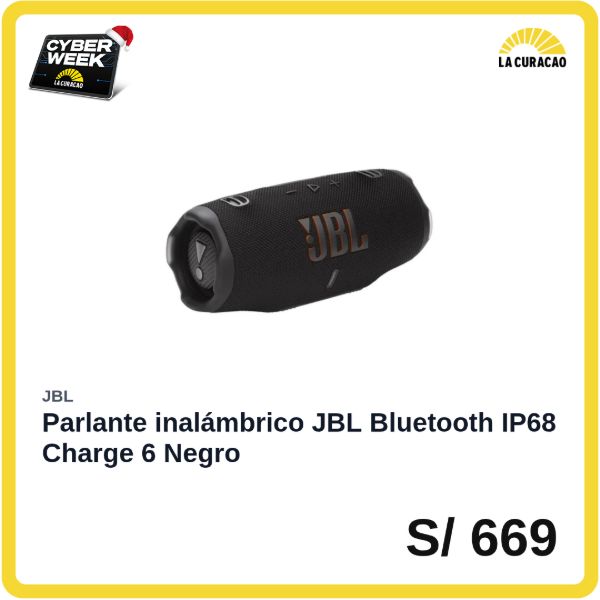 CYBER
WEEK
LA CURACAO
LA CURACAO
JBL
JBL
Parlante inalámbrico JBL Bluetooth IP68
Charge 6 Negro
S/ 669